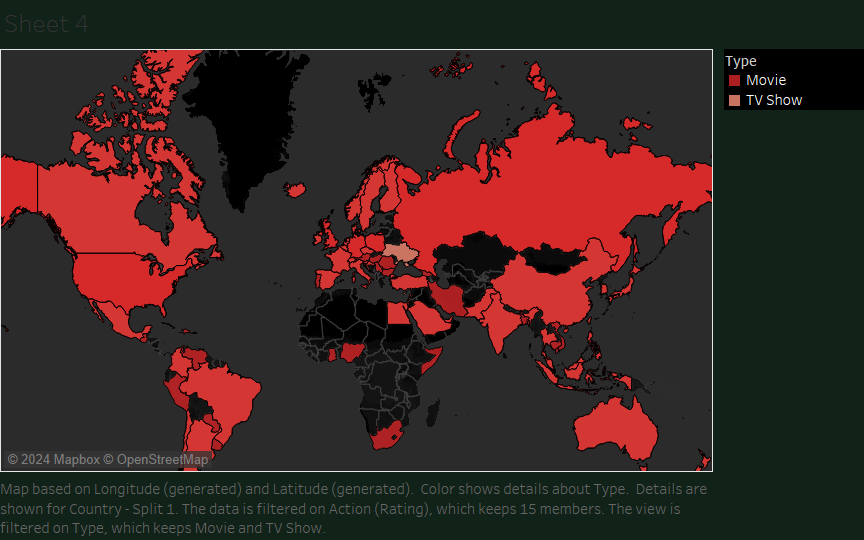 Sheet 4
Type
Movie
TV Show
© 2024 Mapbox © OpenStreetMap
Map based on Longitude (generated) and Latitude (generated).  Color shows details about Type.  Details are
shown for Country - Split 1. The data is filtered on Action (Rating), which keeps 15 members. The view is
filtered on Type, which keeps Movie and TV Show.